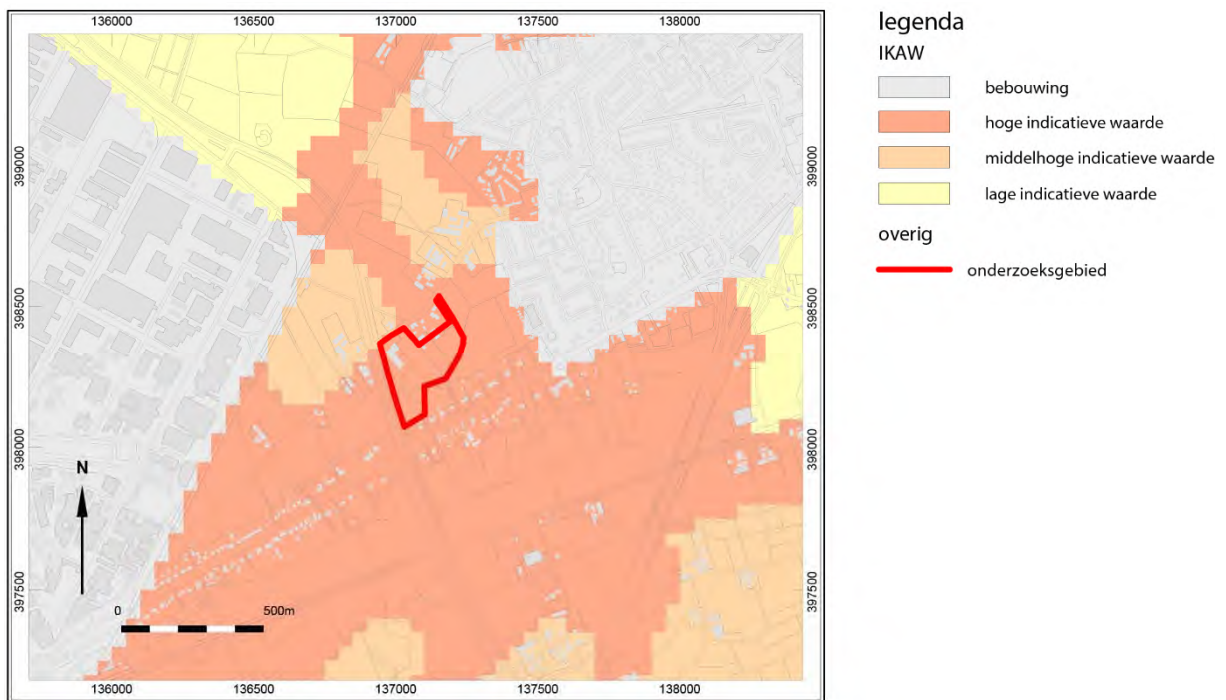 136000 136500 137000 137500 138000
399000 399000
398500 398500
398000 398000
397500 397500
N
0 500m
136000 136500 137000 137500 138000
legenda
IKAW
bebouwing
hoge indicatieve waarde
middelhoge indicatieve waarde
lage indicatieve waarde
overig
onderzoeksgebied